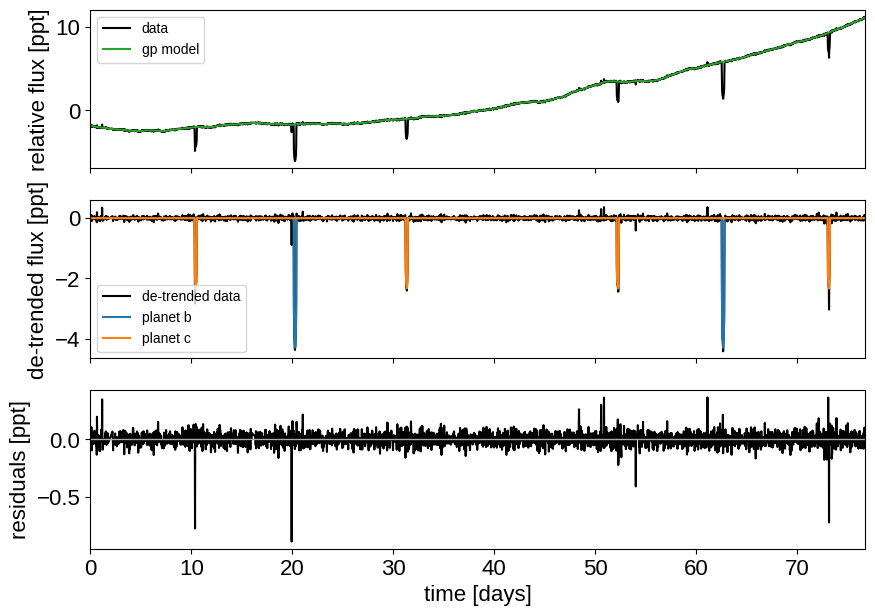 relative flux [ppt]
10
0
data
gp model
de-trended flux [ppt]
0
−2
−4
de-trended data
planet b
planet c
residuals [ppt]
0.0
−0.5
0 10 20 30 40 50 60 70
time [days]